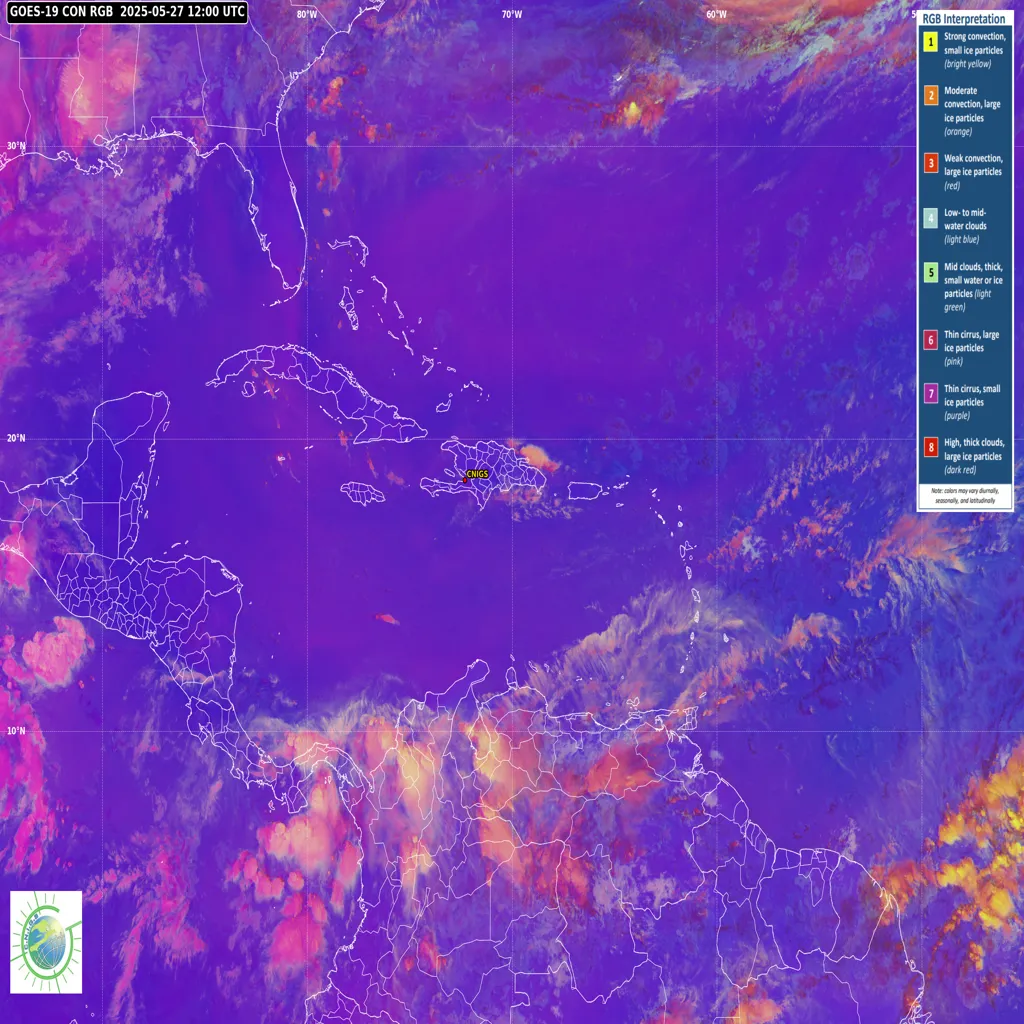 GOES-19 CON RGB 2025-05-27 12:00 UTC
80°W
70°W
60°W
30°N
20°N
10°N
CNIGS
RGB Interpretation
1
Strong convection,
small ice particles
(bright yellow)
2
Moderate
convection, large
ice particles
(orange)
3
Weak convection,
large ice particles
(red)
4
Low- to mid-
water clouds
(light blue)
5
Mid clouds, thick,
small water or ice
particles (light
green)
6
Thin cirrus, large
ice particles
(pink)
7
Thin cirrus, small
ice particles
(purple)
8
High, thick clouds,
large ice particles
(dark red)
Note: colors may vary diurnally,
seasonally, and latitudinally